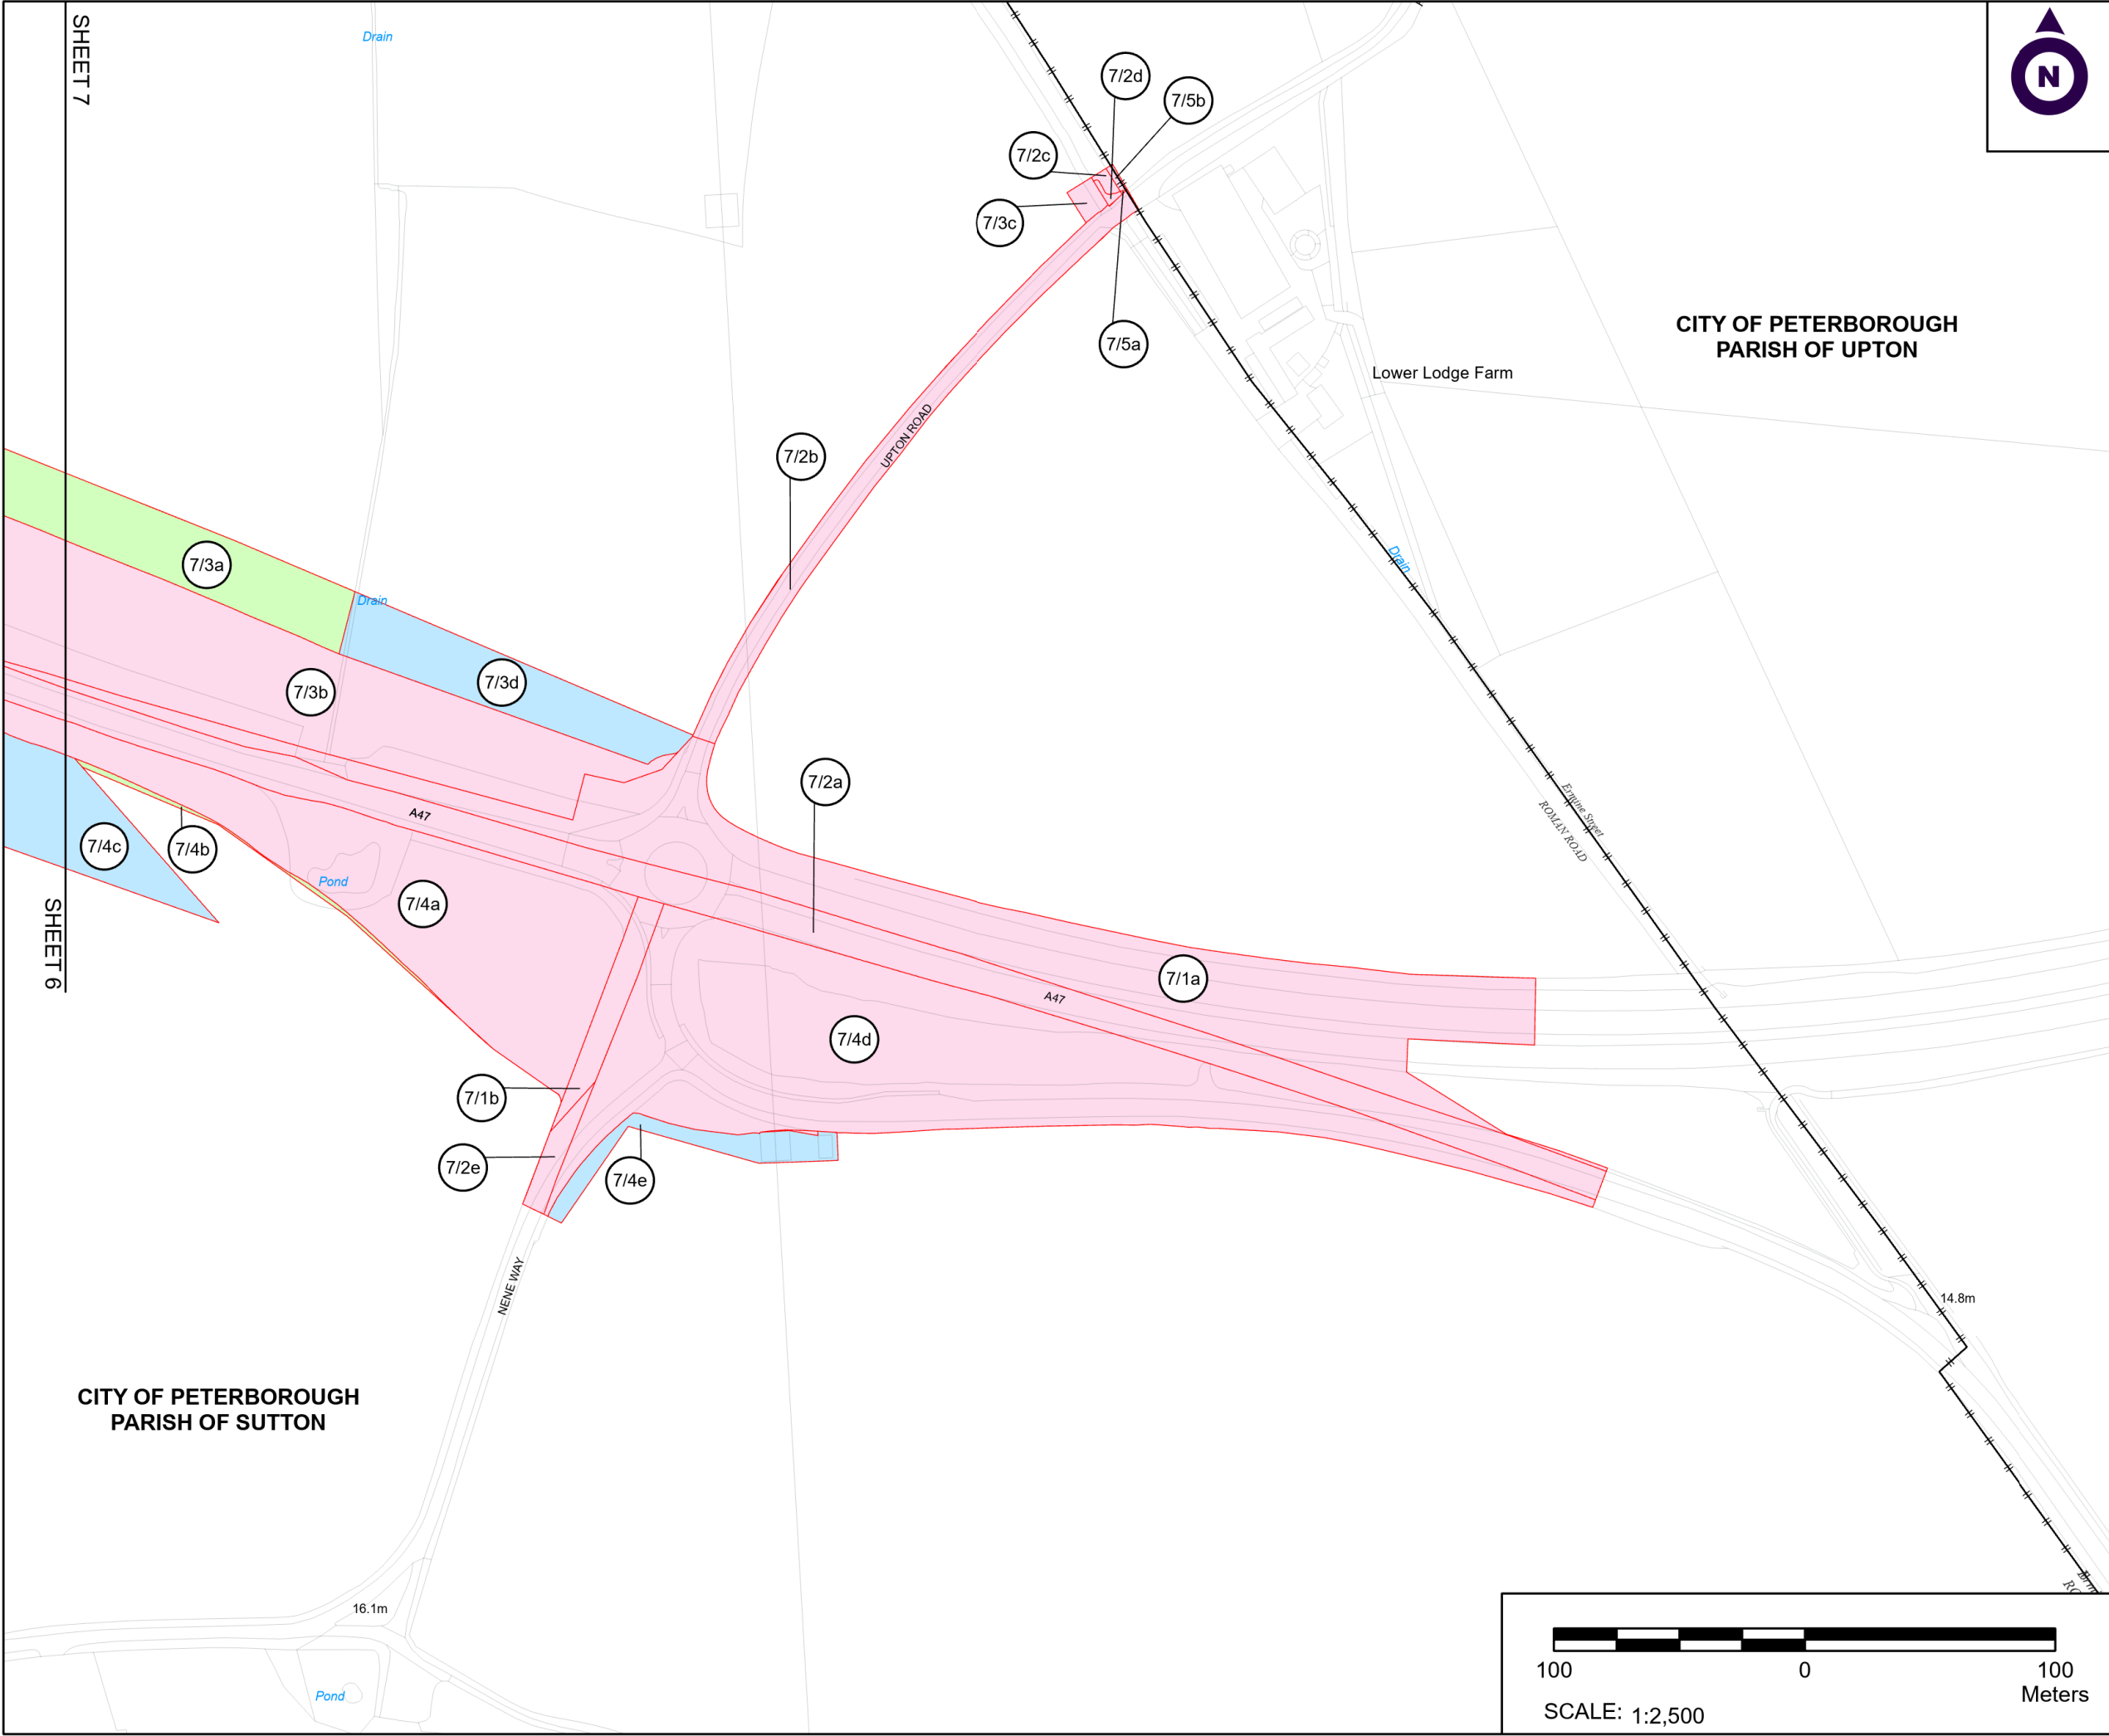 SHEET 7
Drain
N
7/2d
7/5b
7/2c
7/3c
7/5a
CITY OF PETERBOROUGH
PARISH OF UPTON
Lower Lodge Farm
UPTON ROAD
7/2b
7/3a
Drain
Drain
7/3d
7/3b
7/2a
Ermine Street
ROMAN ROAD
A47
7/4c
7/4b
Pond
7/4a
SHEET 6
7/1a
A47
7/4d
7/1b
7/2e
7/4e
NENE WAY
14.8m
CITY OF PETERBOROUGH
PARISH OF SUTTON
16.1m
Pond
100 0 100
Meters
SCALE: 1:2,500